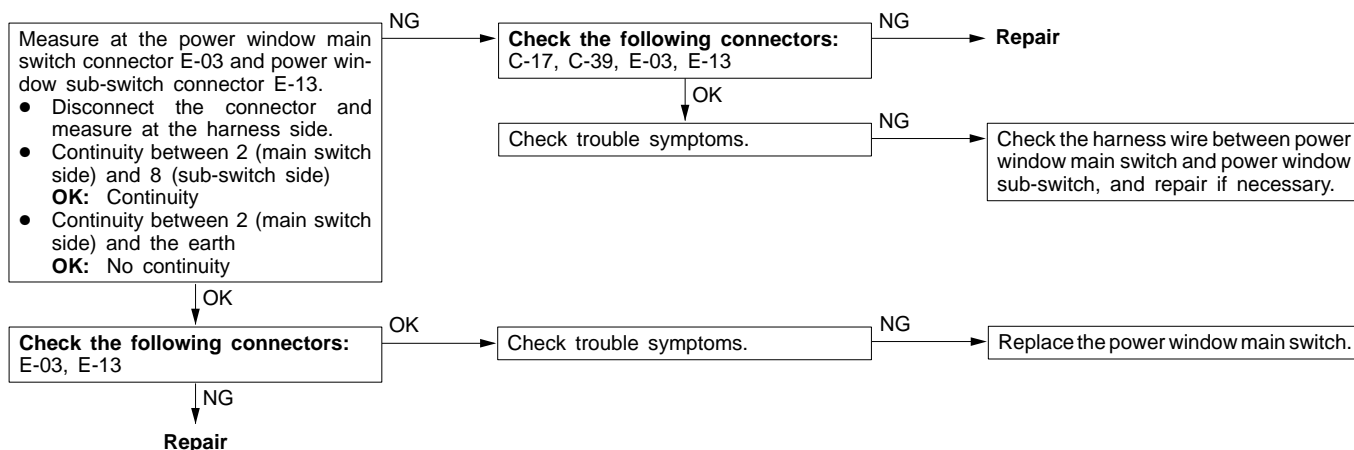 Measure at the power window main
switch connector E-03 and power win-
dow sub-switch connector E-13.
● Disconnect the connector and
measure at the harness side.
● Continuity between 2 (main switch
side) and 8 (sub-switch side)
OK: Continuity
● Continuity between 2 (main switch
side) and the earth
OK: No continuity
NG
Check the following connectors:
C-17, C-39, E-03, E-13
NG
Repair
OK
Check trouble symptoms.
NG
Check the harness wire between power
window main switch and power window
sub-switch, and repair if necessary.
OK
Check the following connectors:
E-03, E-13
OK
Check trouble symptoms.
NG
Replace the power window main switch.
NG
Repair